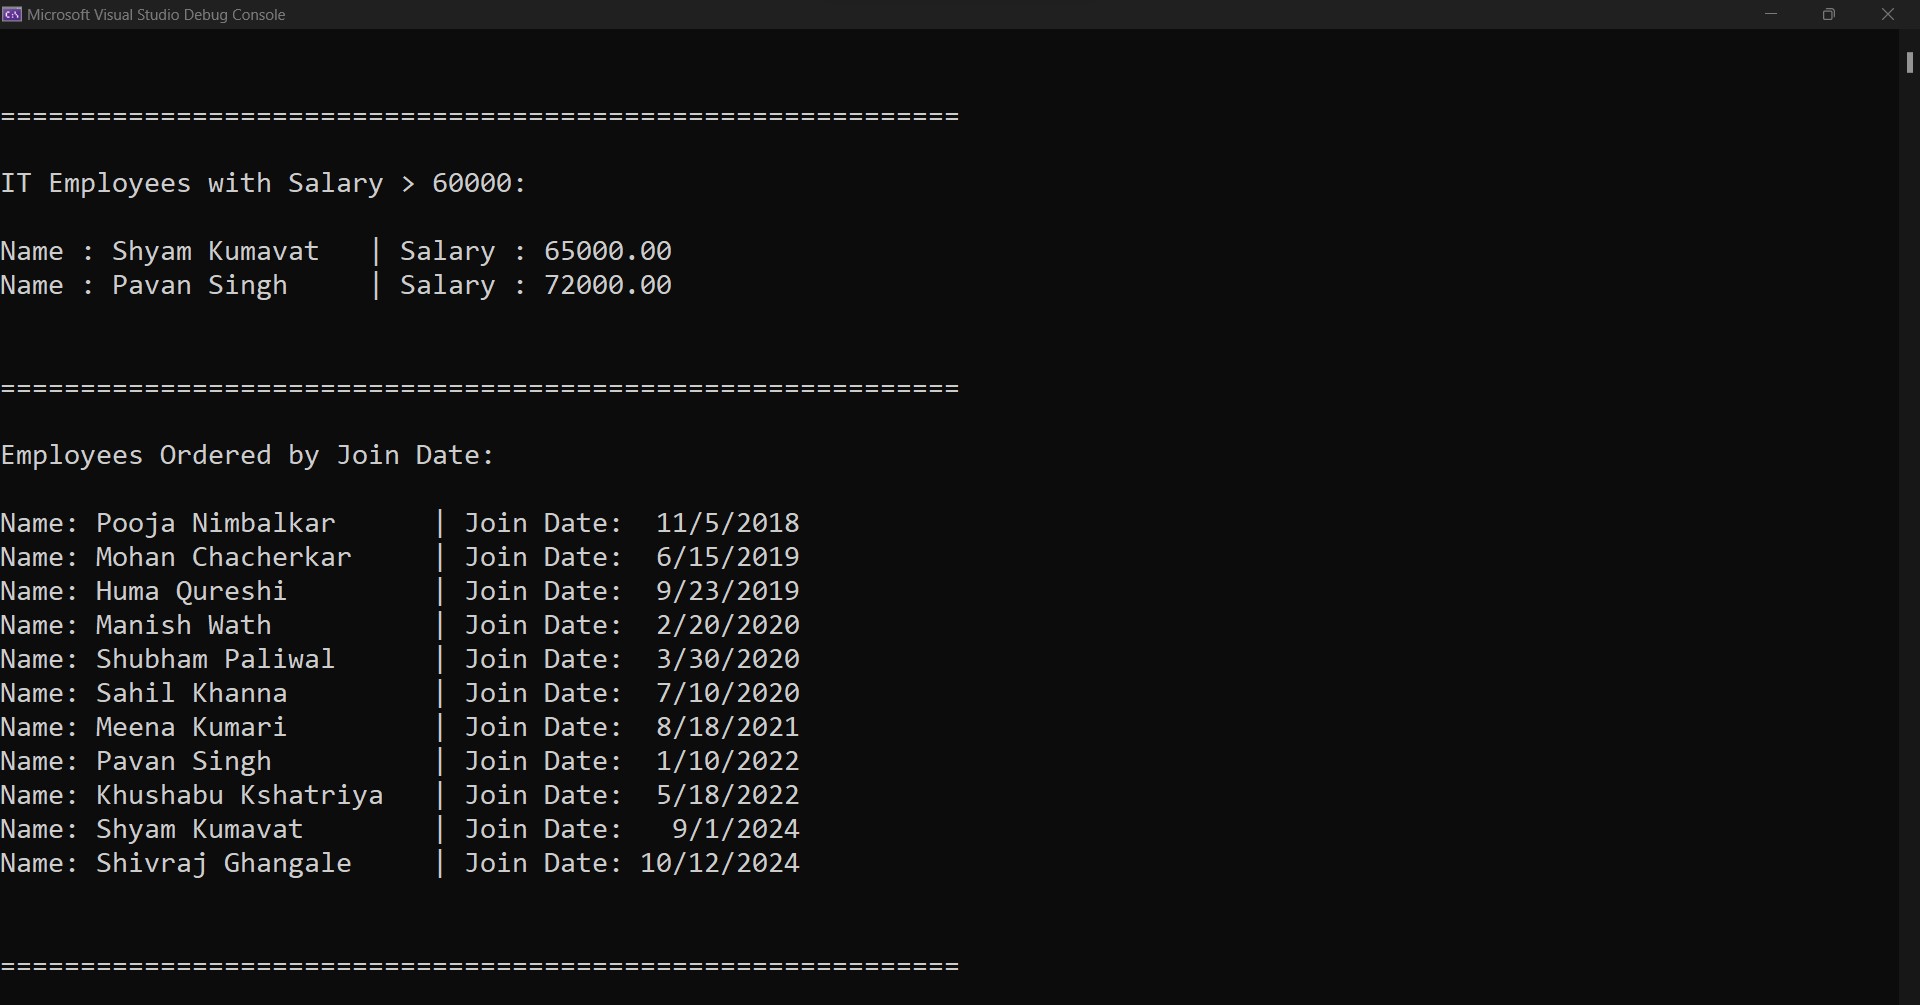 Microsoft Visual Studio Debug Console
============================================================
IT Employees with Salary > 60000:
Name : Shyam Kumavat   | Salary : 65000.00
Name : Pavan Singh     | Salary : 72000.00
============================================================
Employees Ordered by Join Date:
Name: Pooja Nimbalkar      | Join Date:  11/5/2018
Name: Mohan Chacherkar     | Join Date:  6/15/2019
Name: Huma Qureshi         | Join Date:  9/23/2019
Name: Manish Wath          | Join Date:  2/20/2020
Name: Shubham Paliwal      | Join Date:  3/30/2020
Name: Sahil Khanna         | Join Date:  7/10/2020
Name: Meena Kumari         | Join Date:  8/18/2021
Name: Pavan Singh          | Join Date:  1/10/2022
Name: Khushabu Kshatriya   | Join Date:  5/18/2022
Name: Shyam Kumavat        | Join Date:   9/1/2024
Name: Shivraj Ghangale     | Join Date: 10/12/2024
============================================================